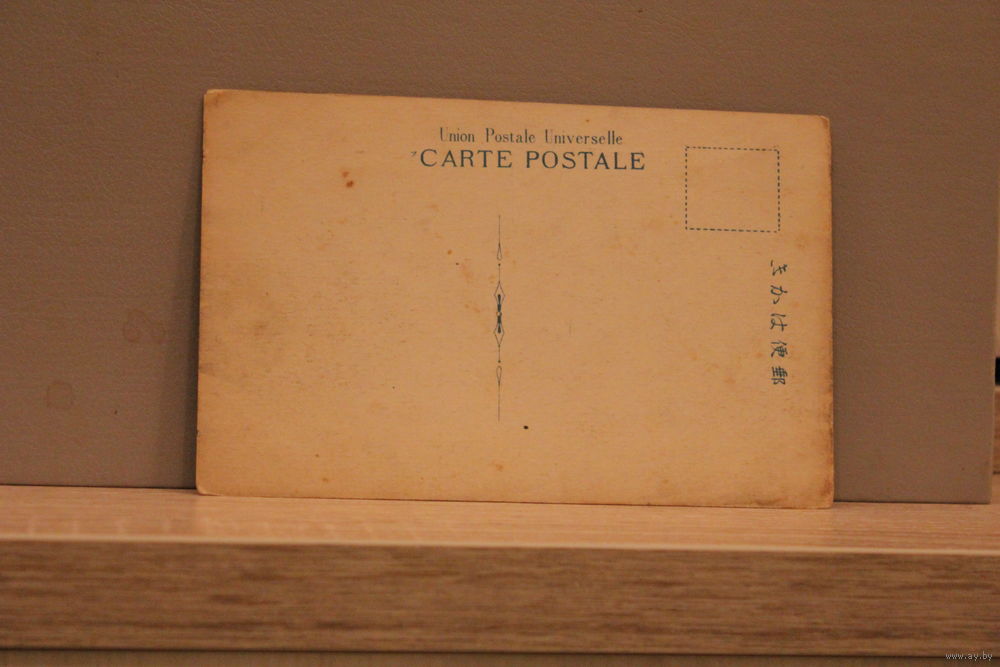 Union Postale Universelle
CARTE POSTALE
きかは便郵
www.ay.by